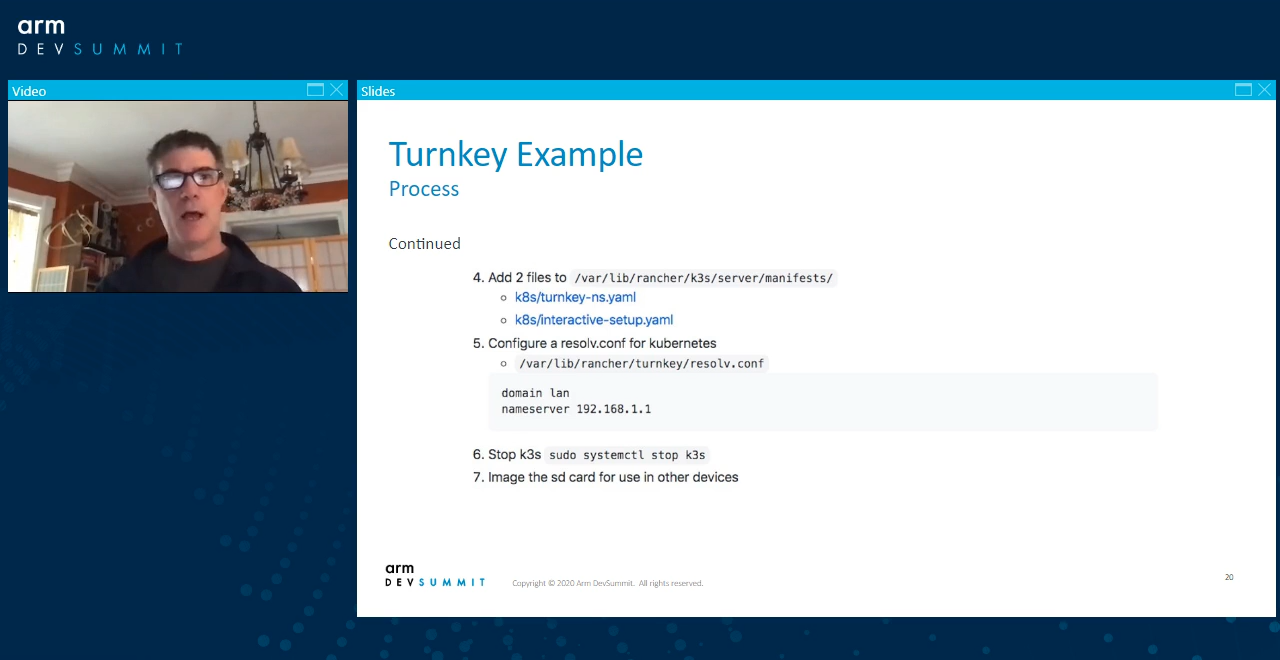 arm
DEVSUMMIT
Video
Slides
Turnkey Example
Process
Continued
4. Add 2 files to /var/lib/rancher/k3s/server/manifests/
k8s/turnkey-ns.yaml
k8s/interactive-setup.yaml
5. Configure a resolv.conf for kubernetes
/var/lib/rancher/turnkey/resolv.conf
domain lan
nameserver 192.168.1.1
6. Stop k3s sudo systemctl stop k3s
7. Image the sd card for use in other devices
arm
DEVSUMMIT
Copyright © 2020 Arm DevSummit. All rights reserved.
20